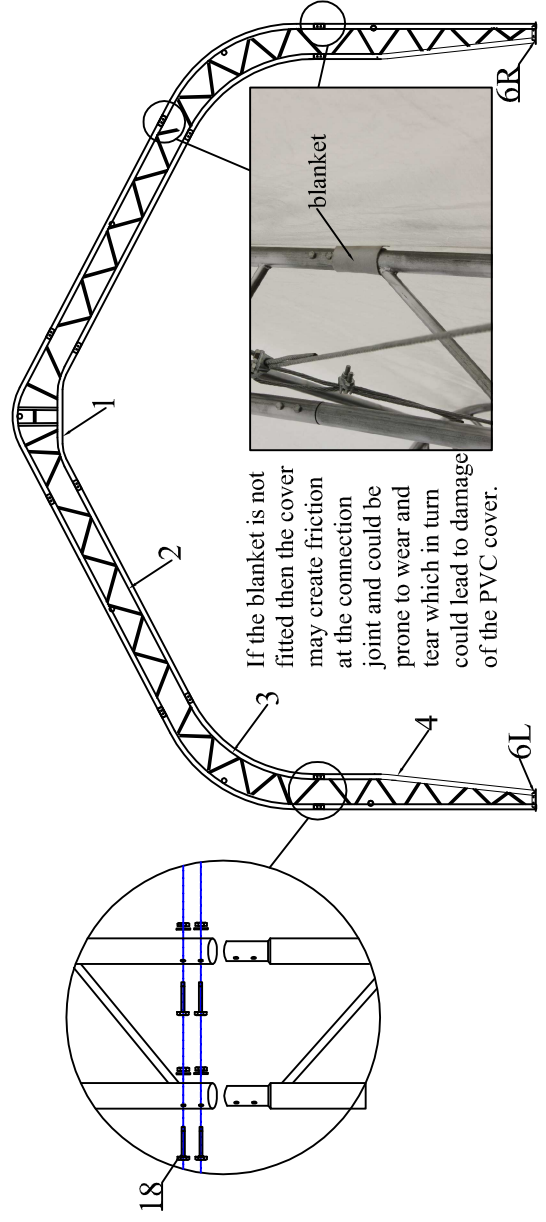 18
6L
4
3
2
1
6R
blanket
If the blanket is not
fitted then the cover
may create friction
at the connection
joint and could be
prone to wear and
tear which in turn
could lead to damage
of the PVC cover.